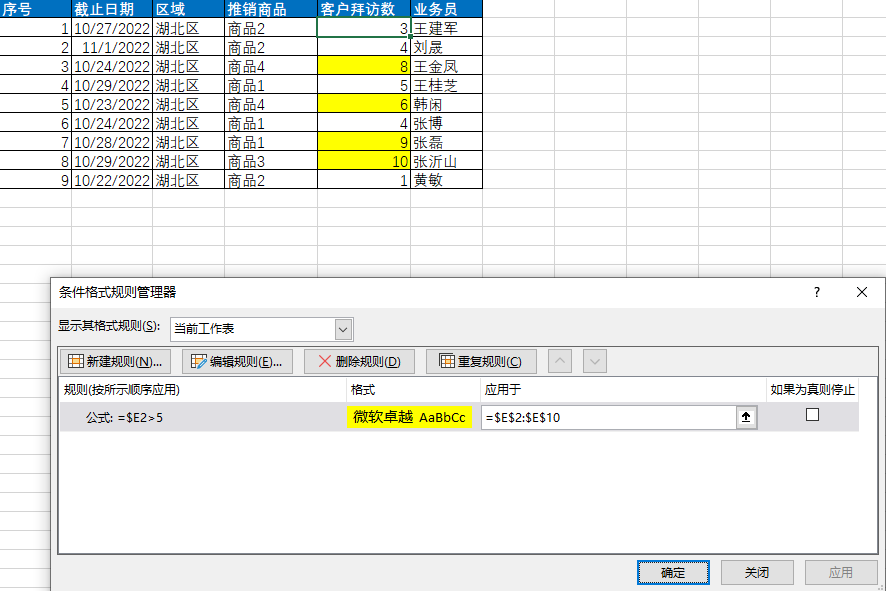 序号 截止日期 区域 推销商品 客户拜访数 业务员
1 10/27/2022 湖北区 商品2 3 王建军
2 11/1/2022 湖北区 商品2 4 刘晟
3 10/24/2022 湖北区 商品4 8 王金凤
4 10/29/2022 湖北区 商品1 5 王桂芝
5 10/23/2022 湖北区 商品4 6 韩闲
6 10/24/2022 湖北区 商品1 4 张博
7 10/28/2022 湖北区 商品1 9 张磊
8 10/29/2022 湖北区 商品3 10 张沂山
9 10/22/2022 湖北区 商品2 1 黄敏
条件格式规则管理器 ?
显示其格式规则(S): 当前工作表
新建规则(N)... 编辑规则(E)... 删除规则(D) 重复规则(C)
规则(按所示顺序应用) 格式 应用于 如果为真则停止
公式: =$E2>5 微软卓越 AaBbCc =$E$2:$E$10
确定 关闭 应用